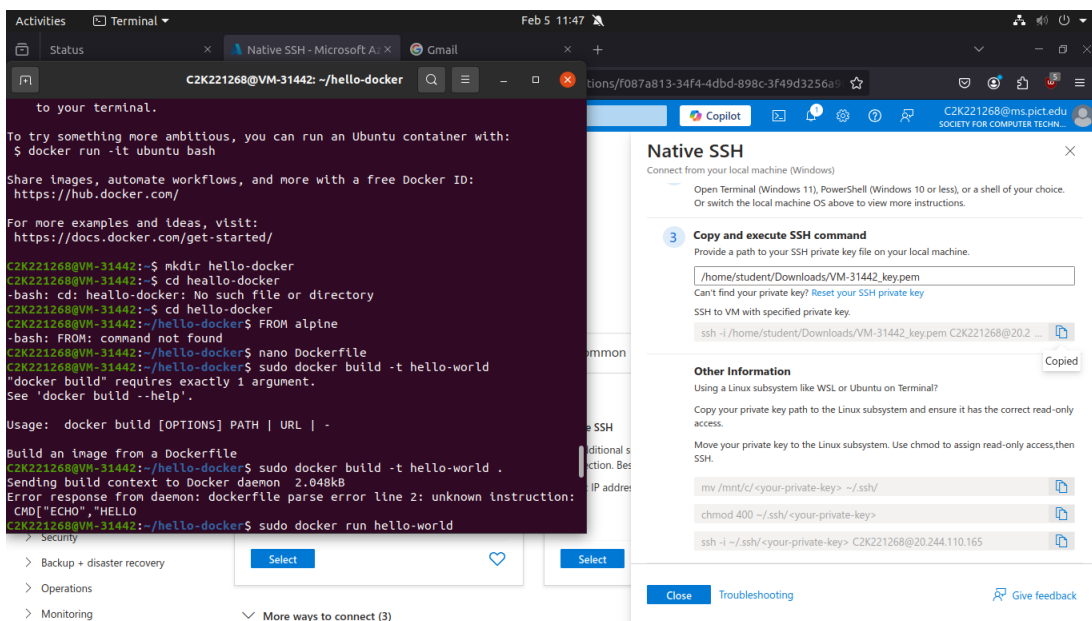 Activities
Terminal
Feb 5 11:47
Status
Native SSH - Microsoft Az
Gmail
C2K221268@VM-31442: ~/hello-docker
to your terminal.
To try something more ambitious, you can run an Ubuntu container with:
$ docker run -it ubuntu bash
Share images, automate workflows, and more with a free Docker ID:
https://hub.docker.com/
For more examples and ideas, visit:
https://docs.docker.com/get-started/
C2K221268@VM-31442:~$ mkdir hello-docker
C2K221268@VM-31442:~$ cd heallo-docker
-bash: cd: heallo-docker: No such file or directory
C2K221268@VM-31442:~$ cd hello-docker
C2K221268@VM-31442:~/hello-docker$ FROM alpine
-bash: FROM: command not found
C2K221268@VM-31442:~/hello-docker$ nano Dockerfile
C2K221268@VM-31442:~/hello-docker$ sudo docker build -t hello-world
"docker build" requires exactly 1 argument.
See 'docker build --help'.
Usage:  docker build [OPTIONS] PATH | URL | -
Build an image from a Dockerfile
C2K221268@VM-31442:~/hello-docker$ sudo docker build -t hello-world .
Sending build context to Docker daemon  2.048kB
Error response from daemon: dockerfile parse error line 2: unknown instruction:
CMD["ECHO","HELLO
C2K221268@VM-31442:~/hello-docker$ sudo docker run hello-world
Security
Backup + disaster recovery
Operations
Monitoring
Select
More ways to connect (3)
ommon
e SSH
ditional s
ction. Bes
IP addres
Select
tions/f087a813-34f4-4dbd-898c-3f49d3256a9
5
Copilot
1
C2K221268@ms.pict.edu
SOCIETY FOR COMPUTER TECHN...
Native SSH
Connect from your local machine (Windows)
Open Terminal (Windows 11), PowerShell (Windows 10 or less), or a shell of your choice.
Or switch the local machine OS above to view more instructions.
3
Copy and execute SSH command
Provide a path to your SSH private key file on your local machine.
/home/student/Downloads/VM-31442_key.pem
Can't find your private key? Reset your SSH private key
SSH to VM with specified private key.
ssh -i /home/student/Downloads/VM-31442_key.pem C2K221268@20.2 ...
Copied
Other Information
Using a Linux subsystem like WSL or Ubuntu on Terminal?
Copy your private key path to the Linux subsystem and ensure it has the correct read-only
access.
Move your private key to the Linux subsystem. Use chmod to assign read-only access,then
SSH.
mv /mnt/c/<your-private-key> ~/.ssh/
chmod 400 ~/.ssh/<your-private-key>
ssh -i ~/.ssh/<your-private-key> C2K221268@20.244.110.165
Close
Troubleshooting
Give feedback